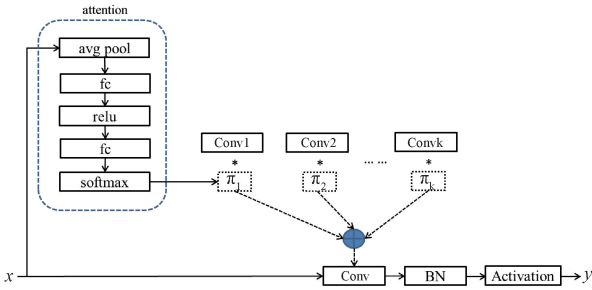 attention
avg pool
fc
relu
fc
softmax
Conv1 Conv2 ... ... Convk
* * *
π1 π2 πk
x Conv BN Activation y